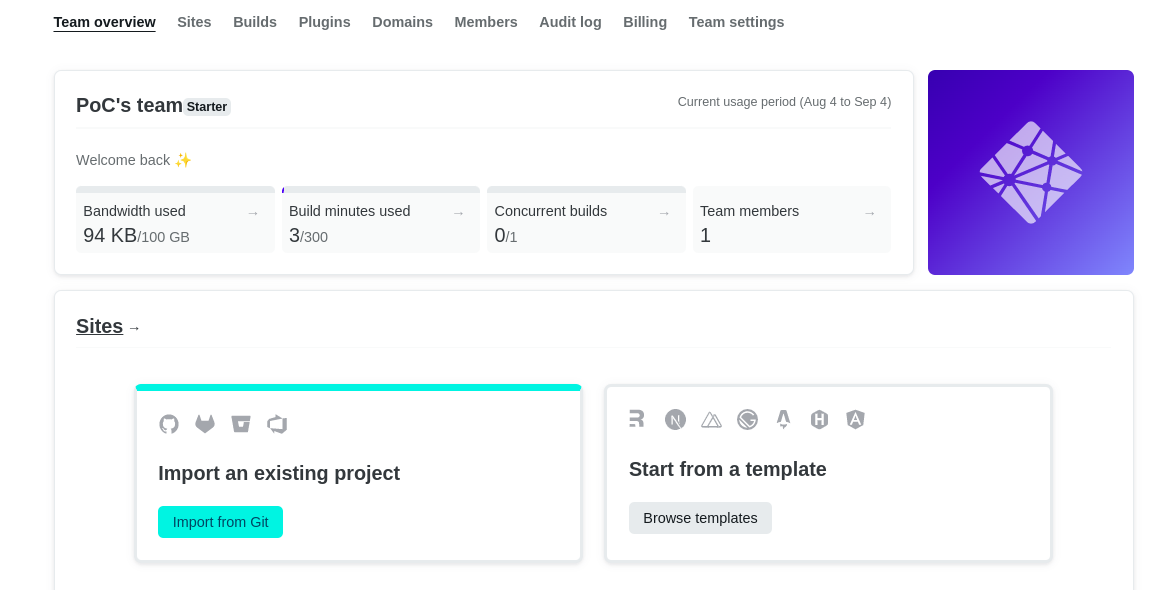 Team overview Sites Builds Plugins Domains Members Audit log Billing Team settings
PoC's team Starter
Current usage period (Aug 4 to Sep 4)
Welcome back ✨
Bandwidth used →
94 KB/100 GB
Build minutes used →
3/300
Concurrent builds →
0/1
Team members →
1
Sites →
Import an existing project
Import from Git
Start from a template
Browse templates